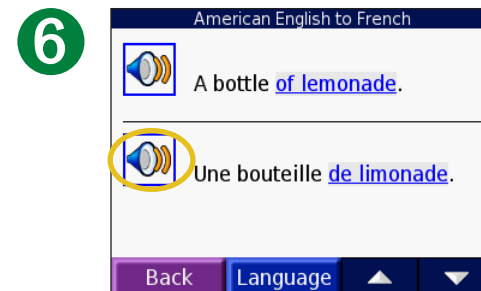 6
American English to French
A bottle of lemonade.
Une bouteille de limonade.
Back Language